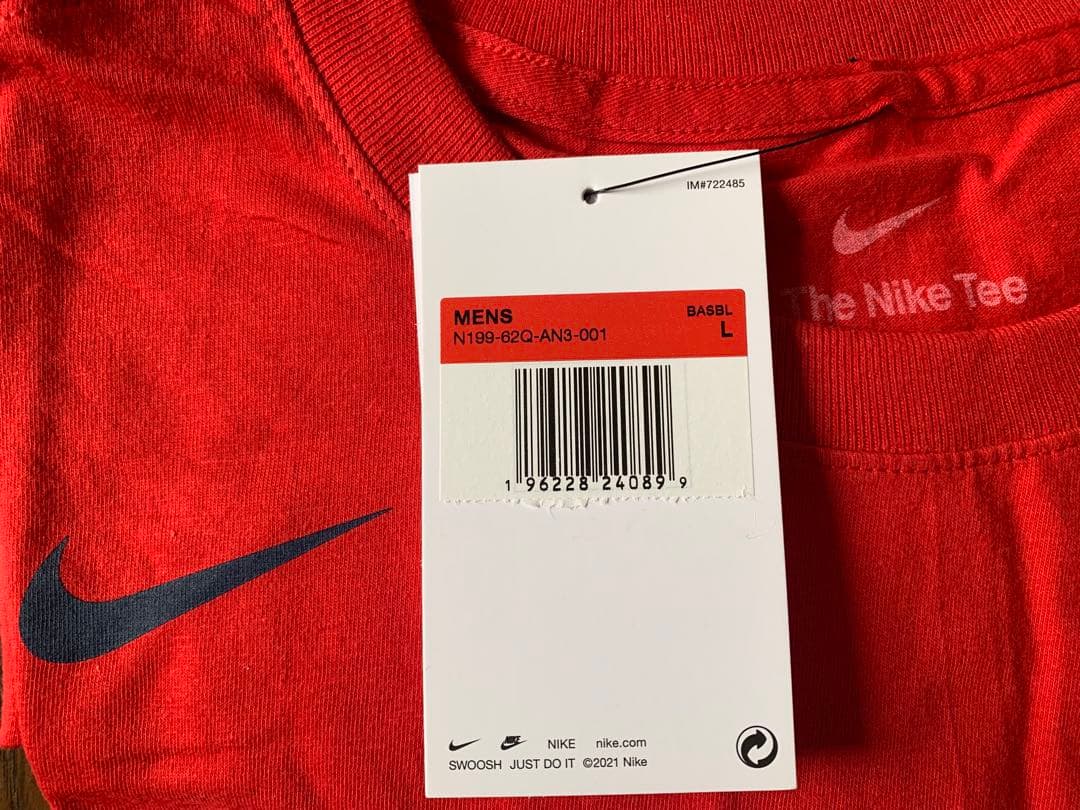 IM#722485
MENS
BASBL
N199-62Q-AN3-001
L
1 96228 24089 9
The Nike Tee
NIKE nike.com
SWOOSH JUST DO IT ©2021 Nike